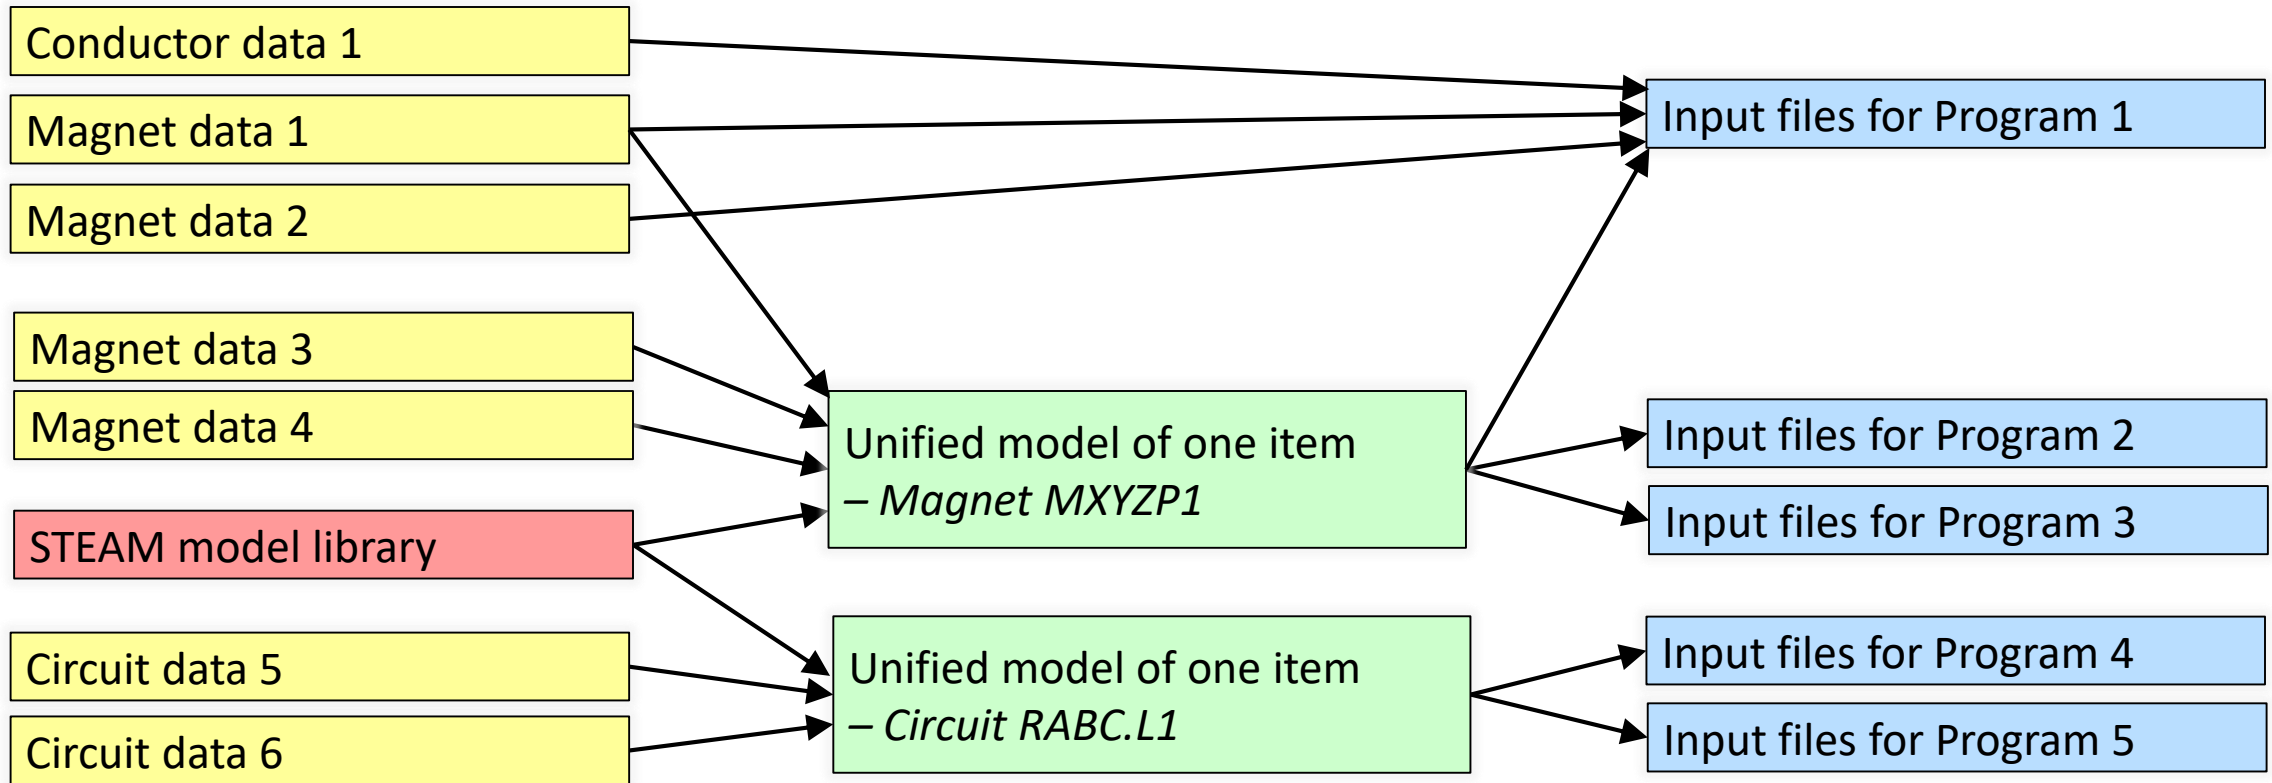 Conductor data 1
Magnet data 1
Magnet data 2
Magnet data 3
Magnet data 4
STEAM model library
Circuit data 5
Circuit data 6
Unified model of one item
– Magnet MXYZP1
Unified model of one item
– Circuit RABC.L1
Input files for Program 1
Input files for Program 2
Input files for Program 3
Input files for Program 4
Input files for Program 5